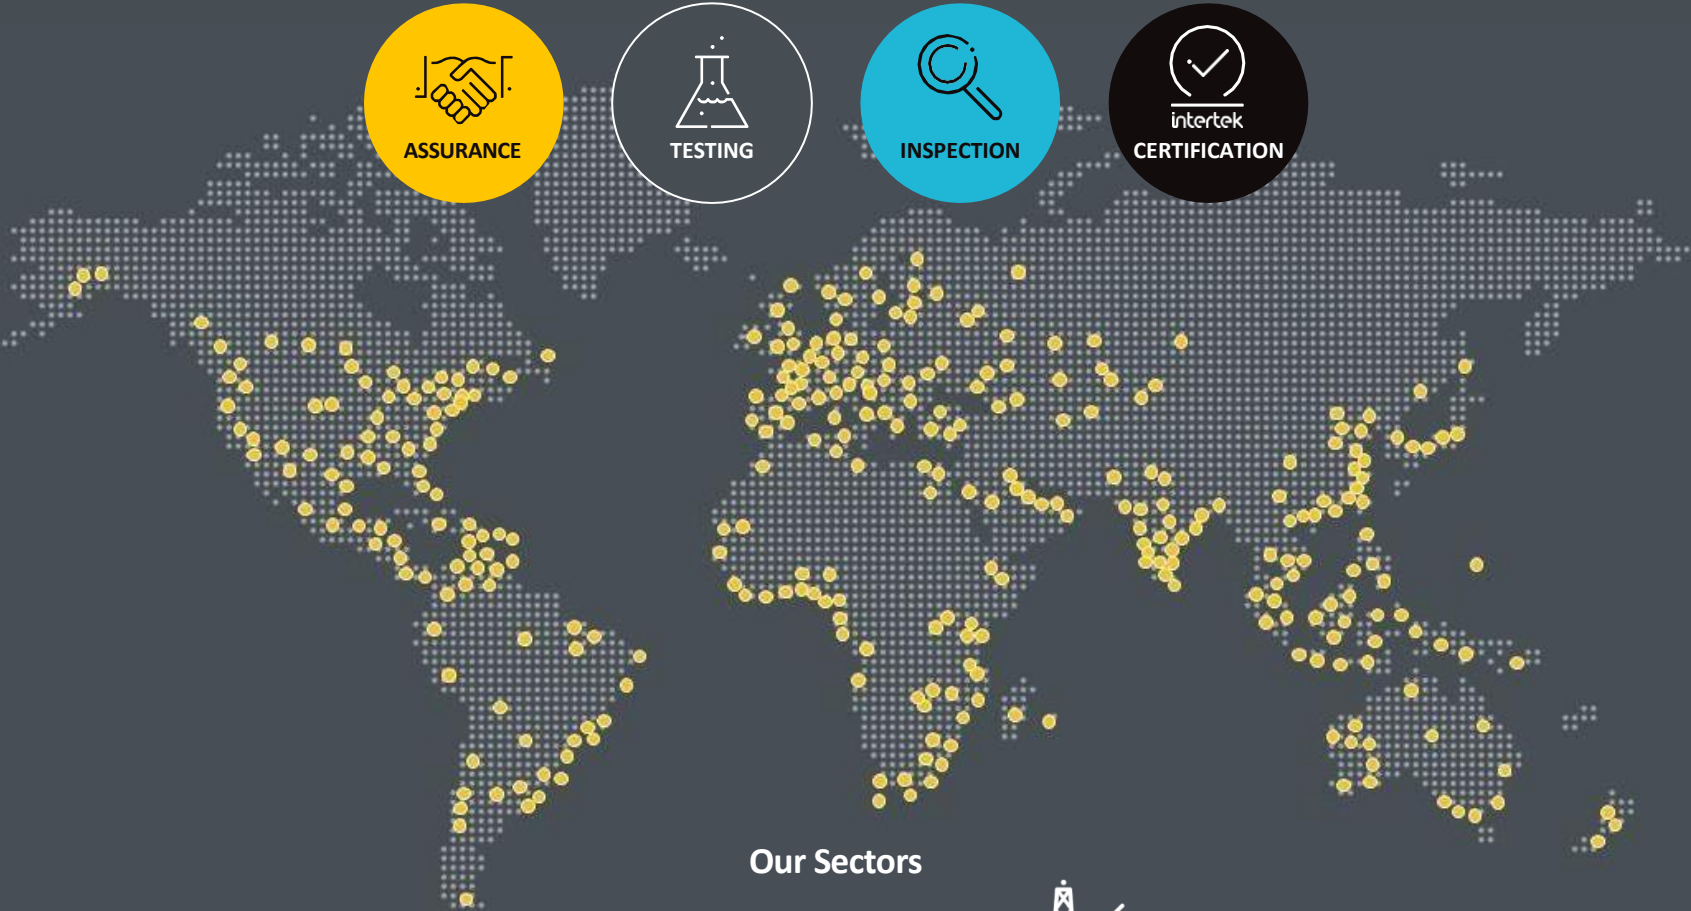 ASSURANCE
TESTING
INSPECTION
intertek
CERTIFICATION
Our Sectors